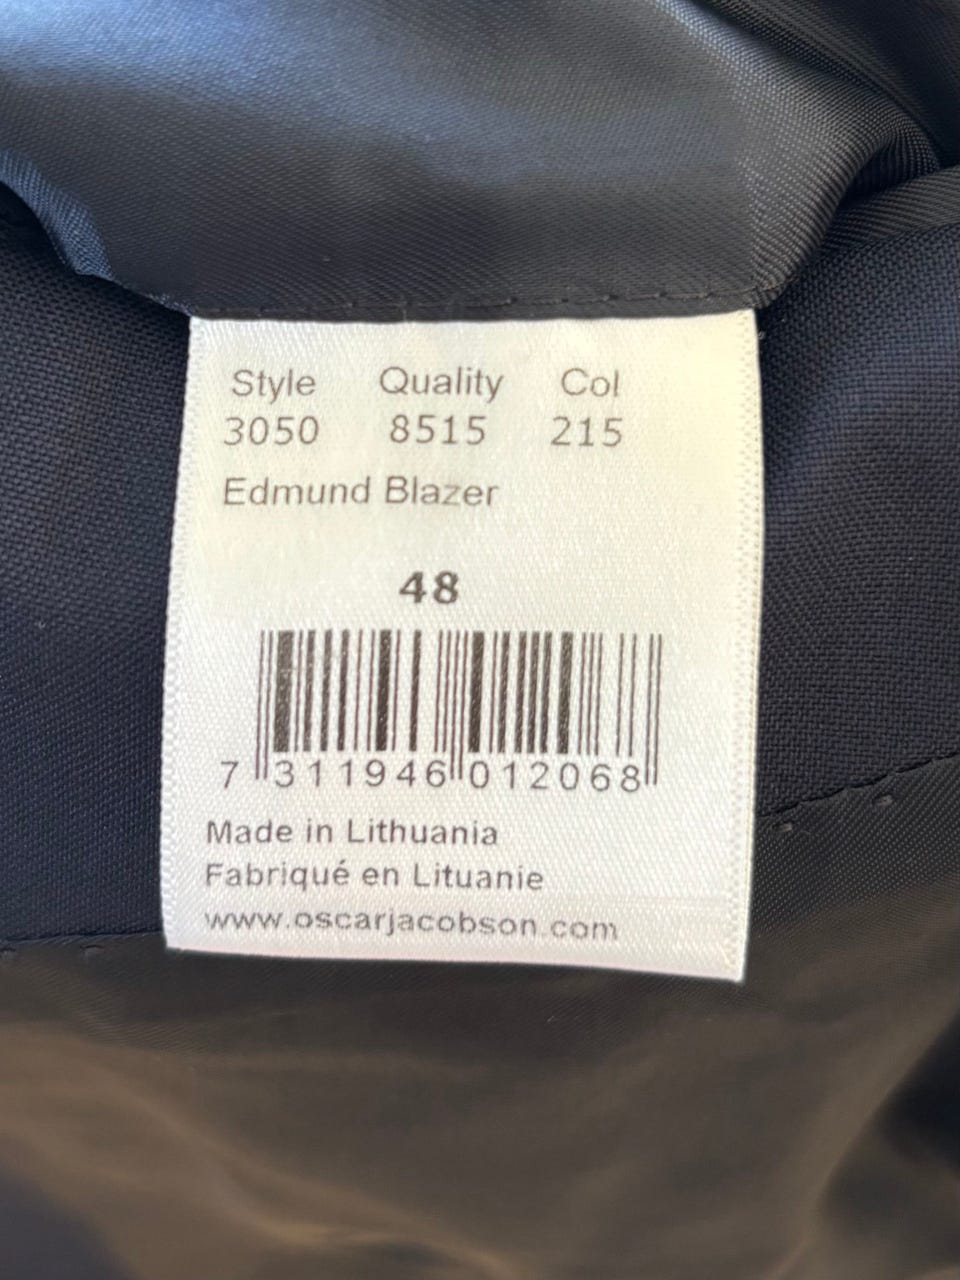 Style Quality Col
3050 8515 215
Edmund Blazer
48
7 311946 012068
Made in Lithuania
Fabriqué en Lituanie
www.oscarjacobson.com